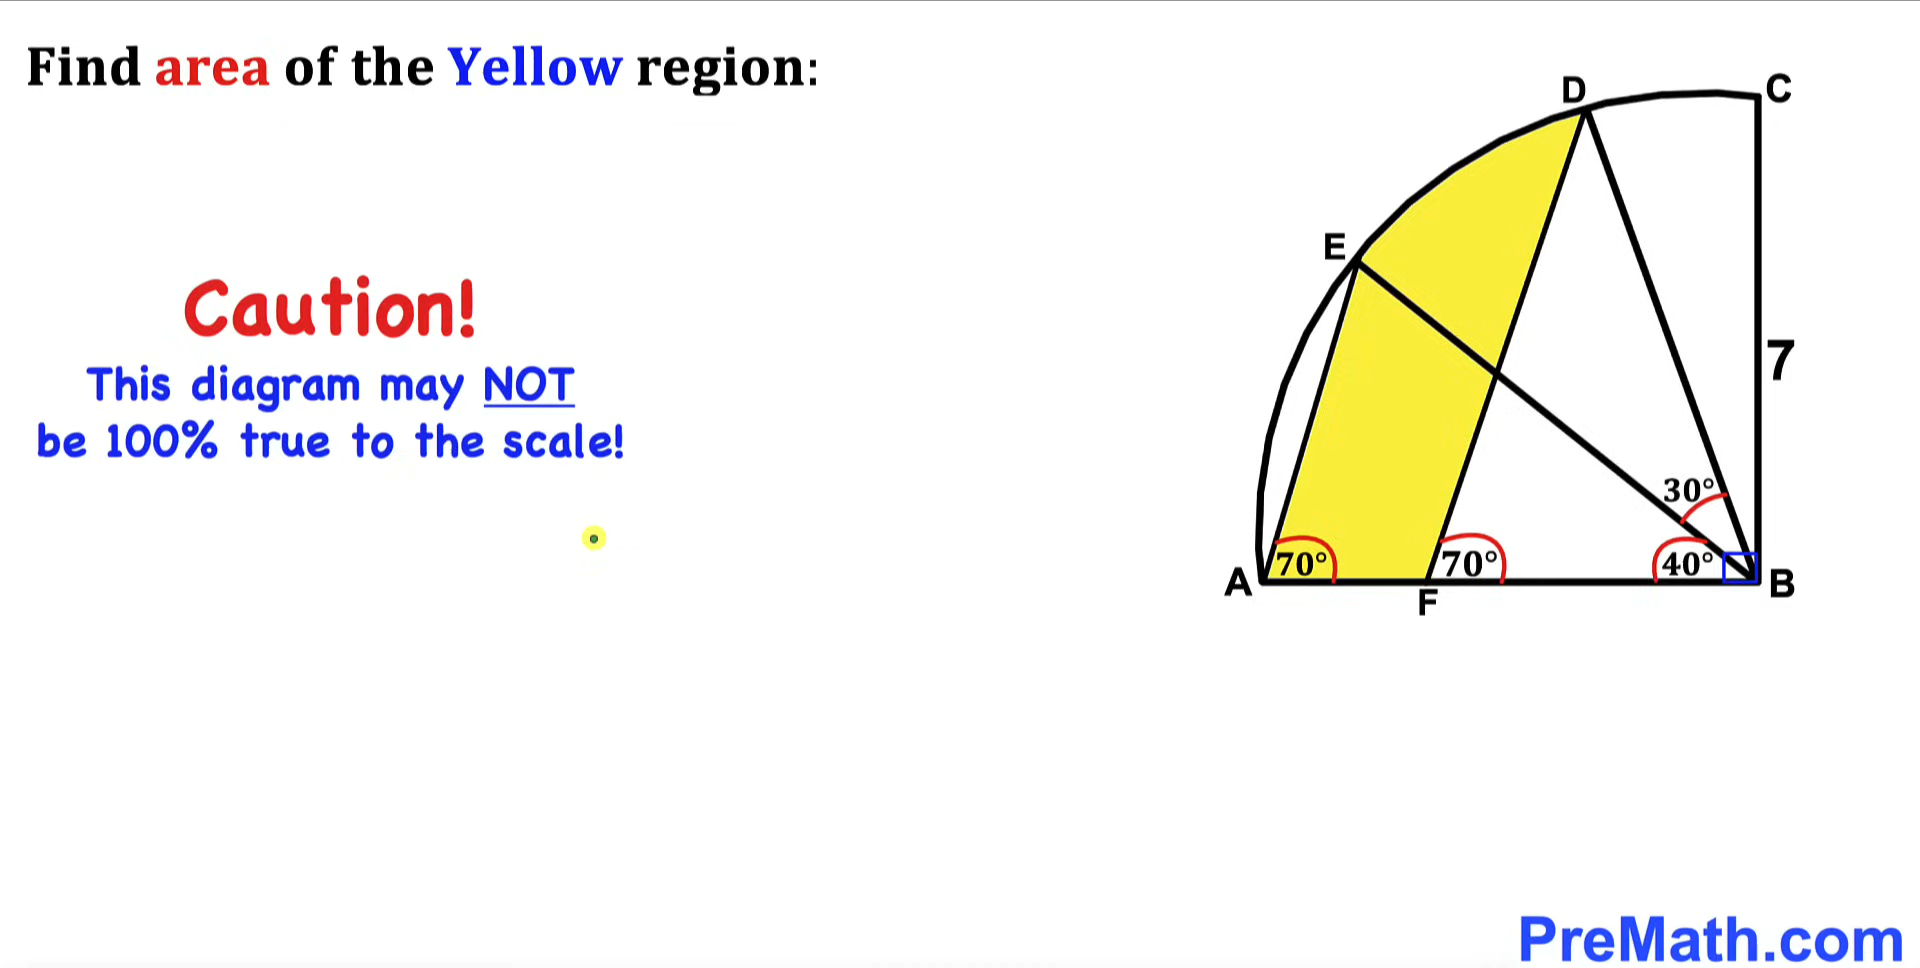 Find area of the Yellow region:
Caution!
This diagram may NOT
be 100% true to the scale!
D
C
E
7
30°
A
70°
70°
40°
B
F
PreMath.com